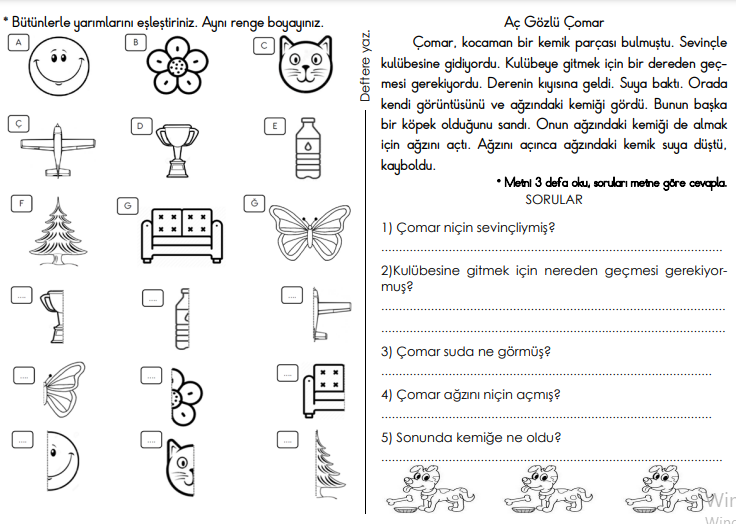 * Bütünlerle yarımlarını eşleştiriniz. Aynı renge boyayınız.
A
B
C
Ç
D
E
F
G
Ğ
....
....
....
....
....
....
....
....
....
Deftere yaz.
Aç Gözlü Çomar
Çomar, kocaman bir kemik parçası bulmuştu. Sevinçle
kulübesine gidiyordu. Kulübeye gitmek için bir dereden geç-
mesi gerekiyordu. Derenin kıyısına geldi. Suya baktı. Orada
kendi görüntüsünü ve ağzındaki kemiği gördü. Bunun başka
bir köpek olduğunu sandı. Onun ağzındaki kemiği de almak
için ağzını açtı. Ağzını açınca ağzındaki kemik suya düştü,
kayboldu.
* Metni 3 defa oku, soruları metne göre cevapla.
SORULAR
1) Çomar niçin sevinçliymiş?
2)Kulübesine gitmek için nereden geçmesi gerekiyor-
muş?
3) Çomar suda ne görmüş?
4) Çomar ağzını niçin açmış?
5) Sonunda kemiğe ne oldu?